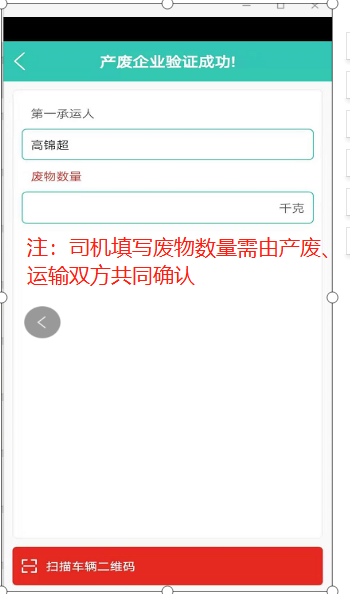 产废企业验证成功!
第一承运人
高锦超
废物数量
千克
注：司机填写废物数量需由产废、
运输双方共同确认
扫描车辆二维码